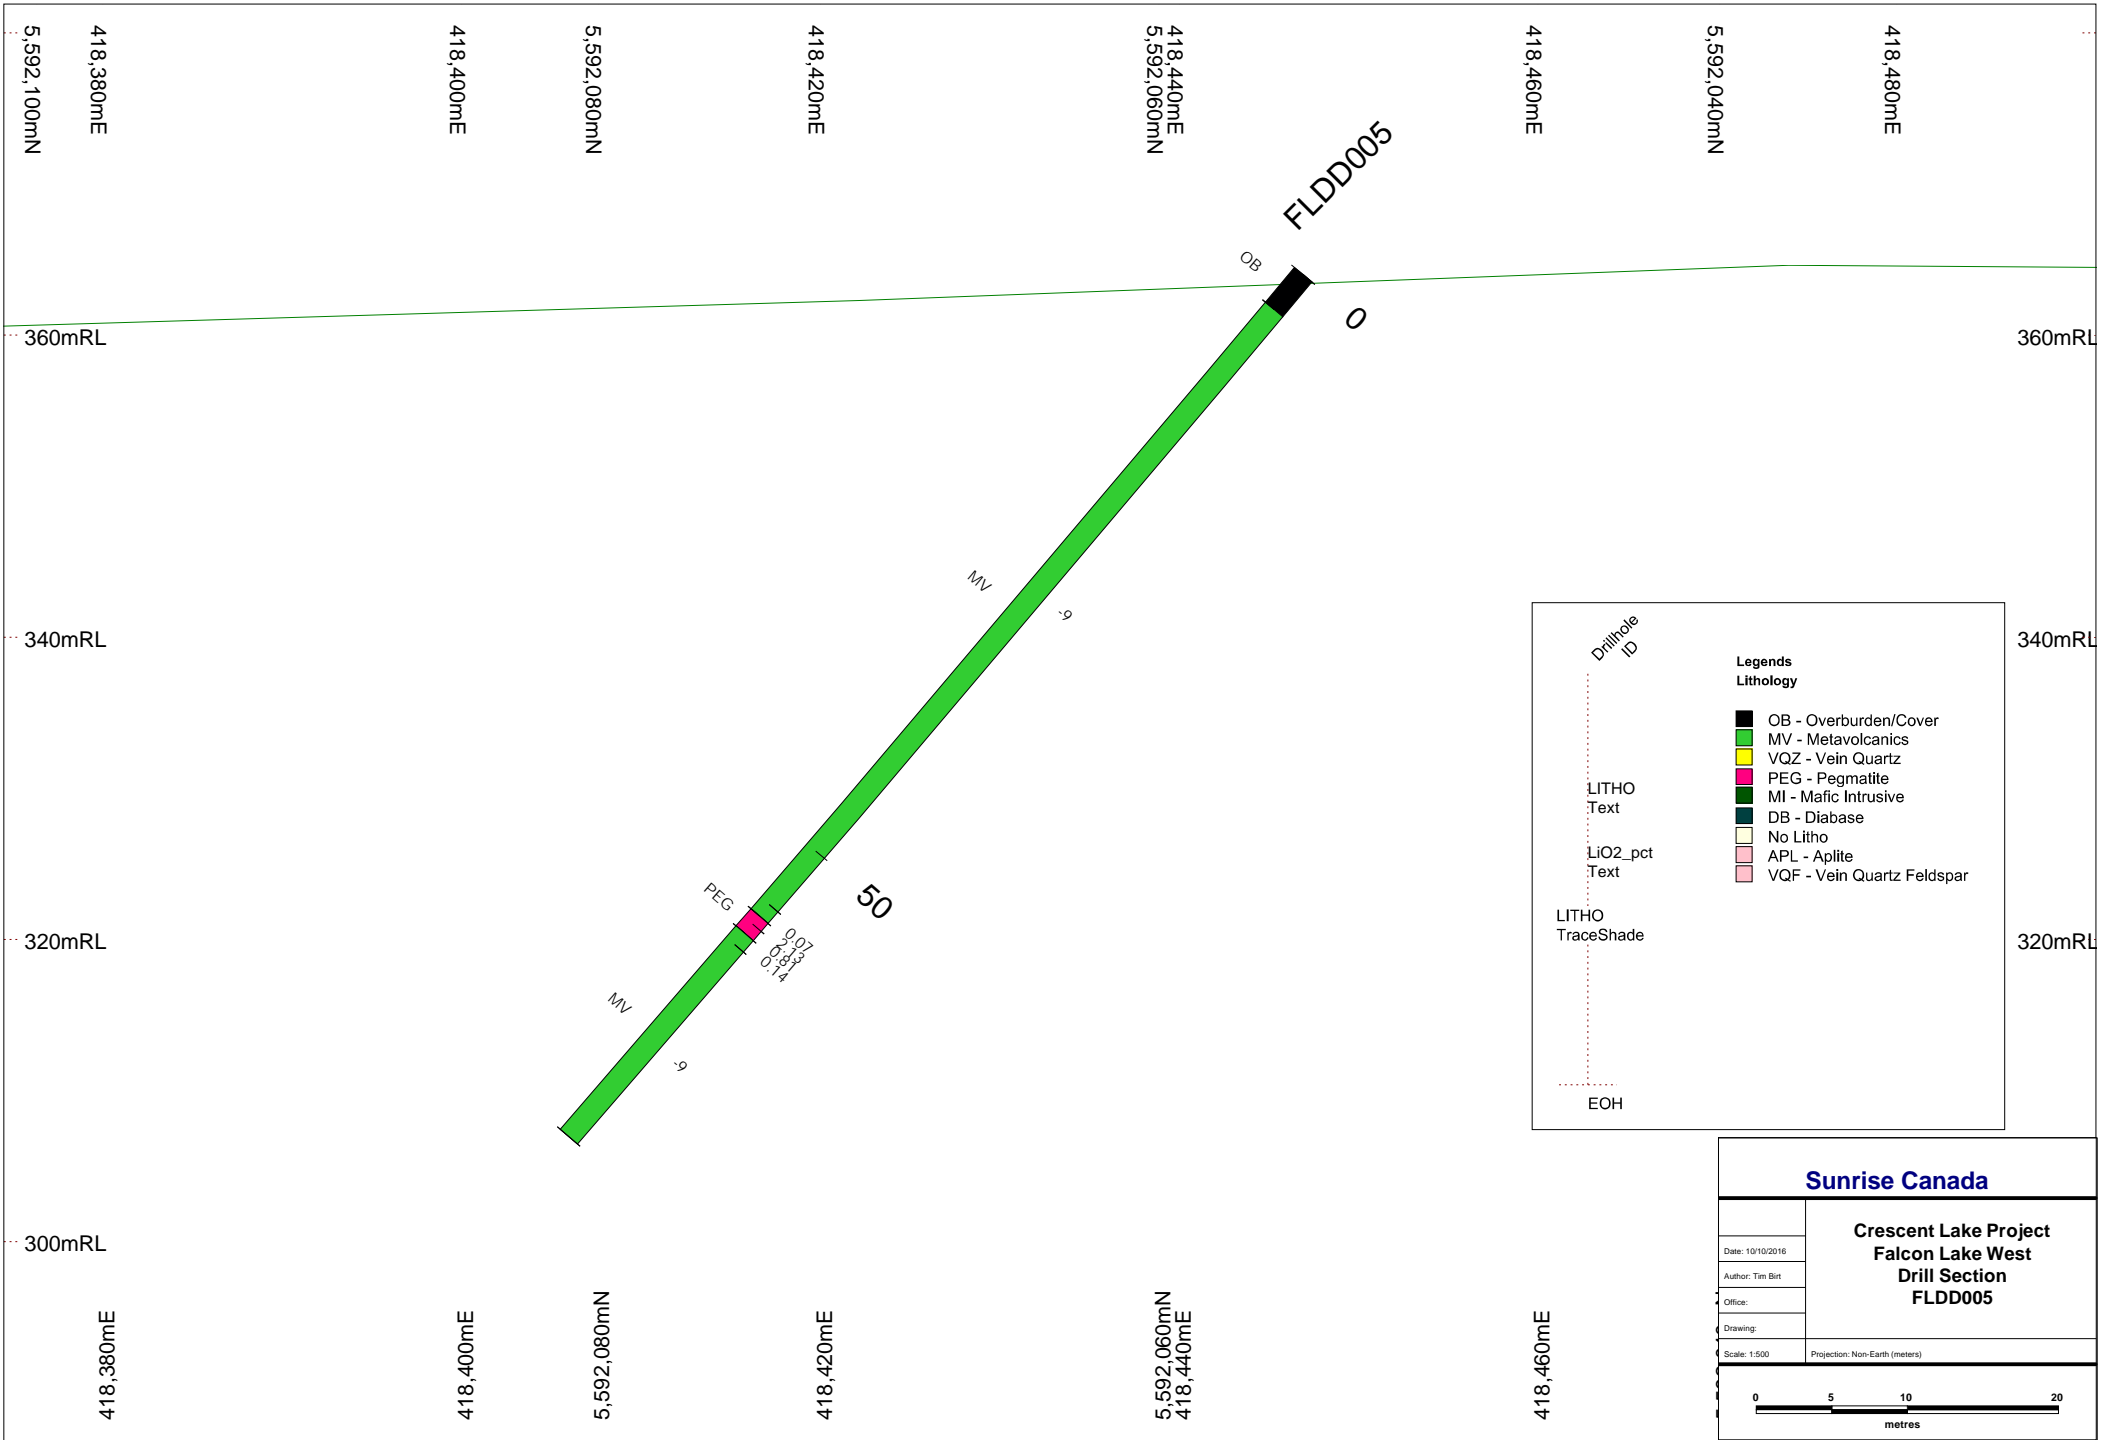 5,592,100mN
418,380mE
418,400mE
5,592,080mN
418,420mE
5,592,060mN
418,440mE
418,460mE
5,592,040mN
418,480mE
FLDD005
OB
0
360mRL
360mRL
MV
-9
340mRL
340mRL
50
PEG
0.07
2.13
0.81
0.14
320mRL
320mRL
MV
-9
300mRL
Drillhole
ID
LITHO
Text
LiO2_pct
Text
LITHO
TraceShade
EOH
Legends
Lithology
OB - Overburden/Cover
MV - Metavolcanics
VQZ - Vein Quartz
PEG - Pegmatite
MI - Mafic Intrusive
DB - Diabase
No Litho
APL - Aplite
VQF - Vein Quartz Feldspar
418,380mE
418,400mE
5,592,080mN
418,420mE
5,592,060mN
418,440mE
418,460mE
Sunrise Canada
Crescent Lake Project
Falcon Lake West
Drill Section
FLDD005
Date: 10/10/2016
Author: Tim Birt
Office:
Drawing:
Scale: 1:500
Projection: Non-Earth (meters)
0 5 10 20
metres